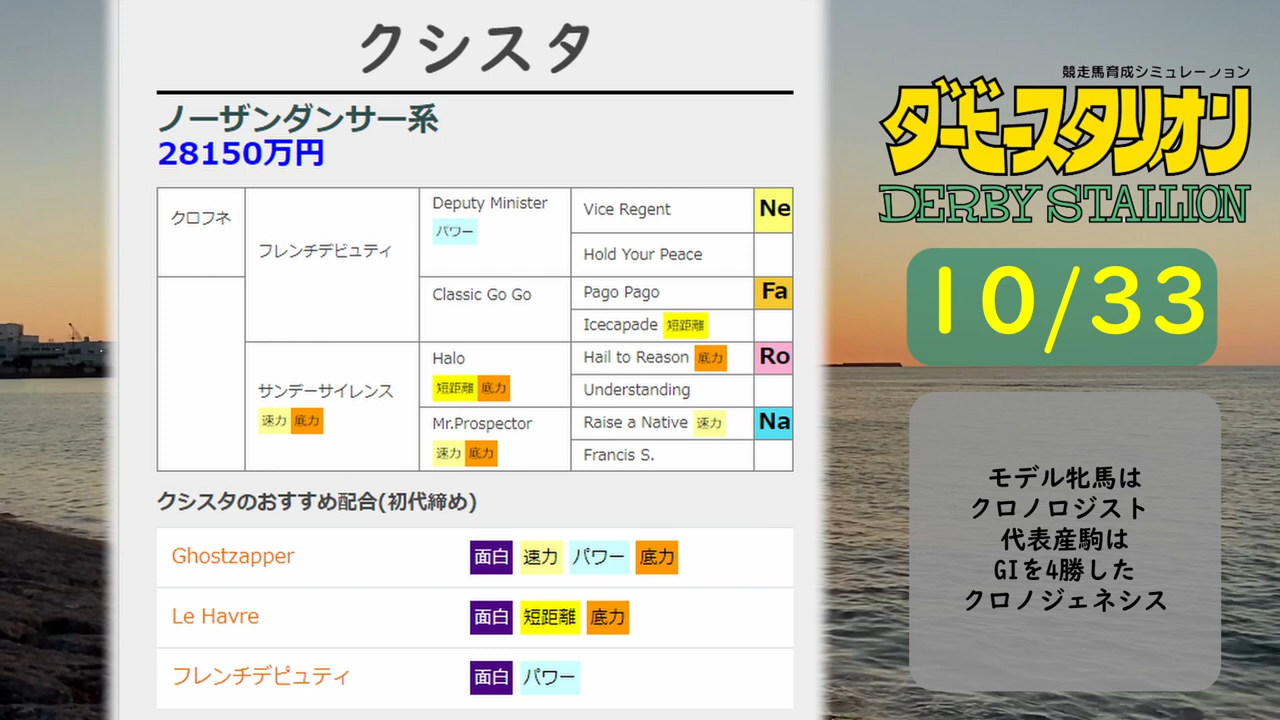 クシスタ
ノーザンダンサー系
28150万円
クロフネ
フレンチデピュティ
Deputy Minister
パワー
Vice Regent
Ne
Hold Your Peace
Classic Go Go
Pago Pago
Fa
Icecapade 短距離
サンデーサイレンス
速力 底力
Halo
短距離 底力
Hail to Reason 底力
Ro
Understanding
Mr.Prospector
速力 底力
Raise a Native 速力
Na
Francis S.
クシスタのおすすめ配合(初代締め)
Ghostzapper 面白 速力 パワー 底力
Le Havre 面白 短距離 底力
フレンチデピュティ 面白 パワー
競走馬育成シミュレーション
ダービースタリオン
DERBY STALLION
10/33
モデル牝馬は
クロノロジスト
代表産駒は
GIを4勝した
クロノジェネシス